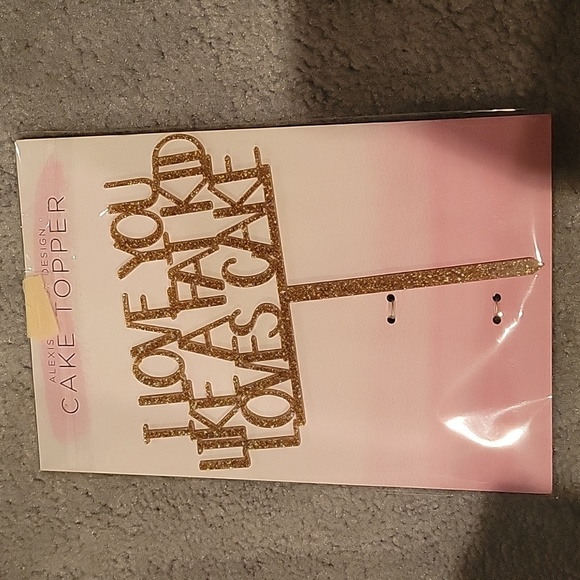 ALEXIS DESIGN
CAKE TOPPER
I LOVE YOU
LIKE A FAT KID
LOVES CAKE